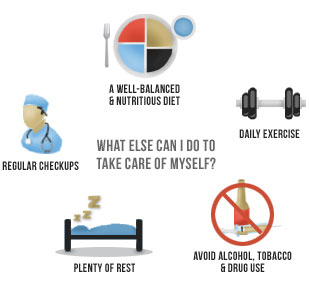 A WELL-BALANCED
& NUTRITIOUS DIET
DAILY EXERCISE
WHAT ELSE CAN I DO TO
TAKE CARE OF MYSELF?
REGULAR CHECKUPS
PLENTY OF REST
AVOID ALCOHOL, TOBACCO
& DRUG USE